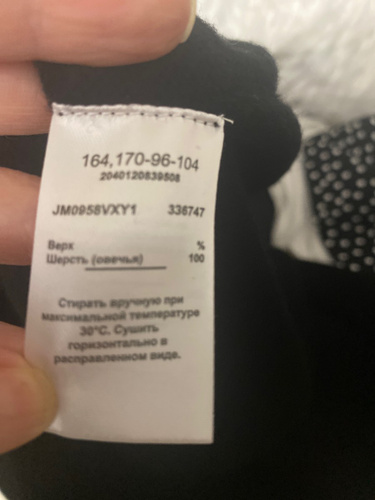 164,170-96-104
2040120839508
JM0958VXY1 336747
Верх %
Шерсть (овечья) 100
Стирать вручную при
максимальной температуре
30°C. Сушить
горизонтально в
расправленном виде.